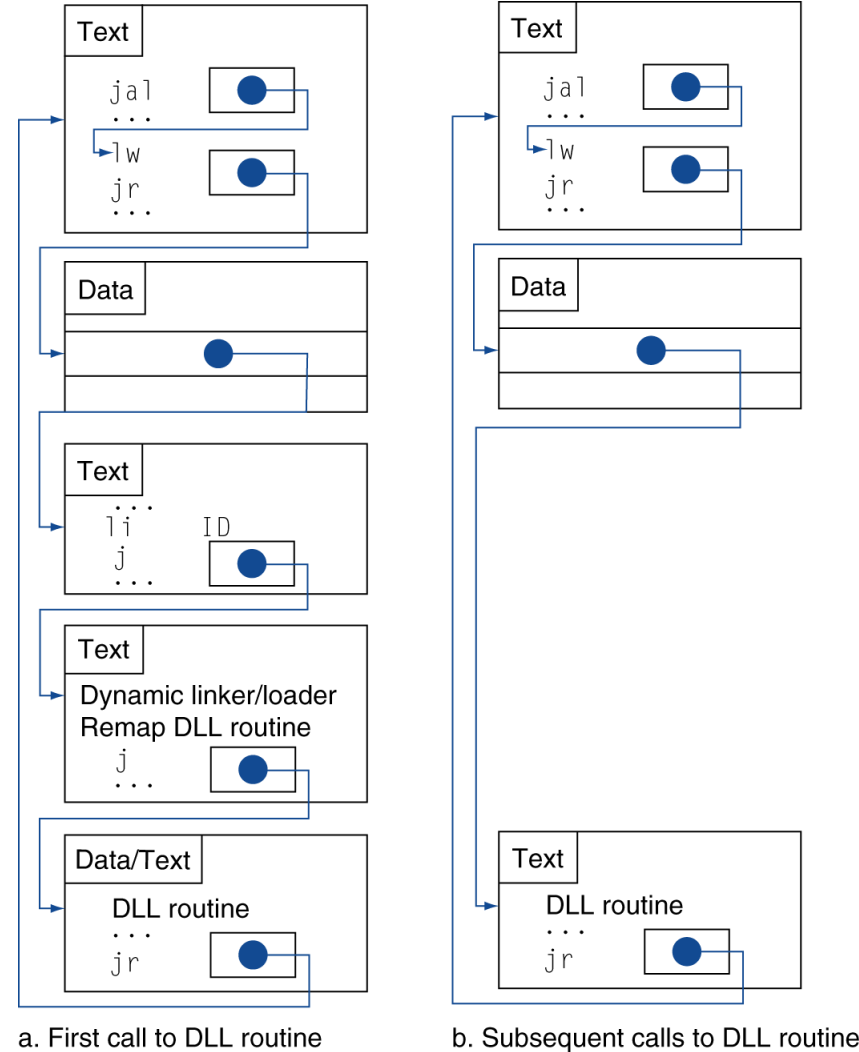 Text
jal
...
lw
jr
...
Data
Text
...
li ID
j
...
Text
Dynamic linker/loader
Remap DLL routine
j
...
Data/Text
DLL routine
...
jr
a. First call to DLL routine
Text
jal
...
lw
jr
...
Data
Text
DLL routine
...
jr
b. Subsequent calls to DLL routine